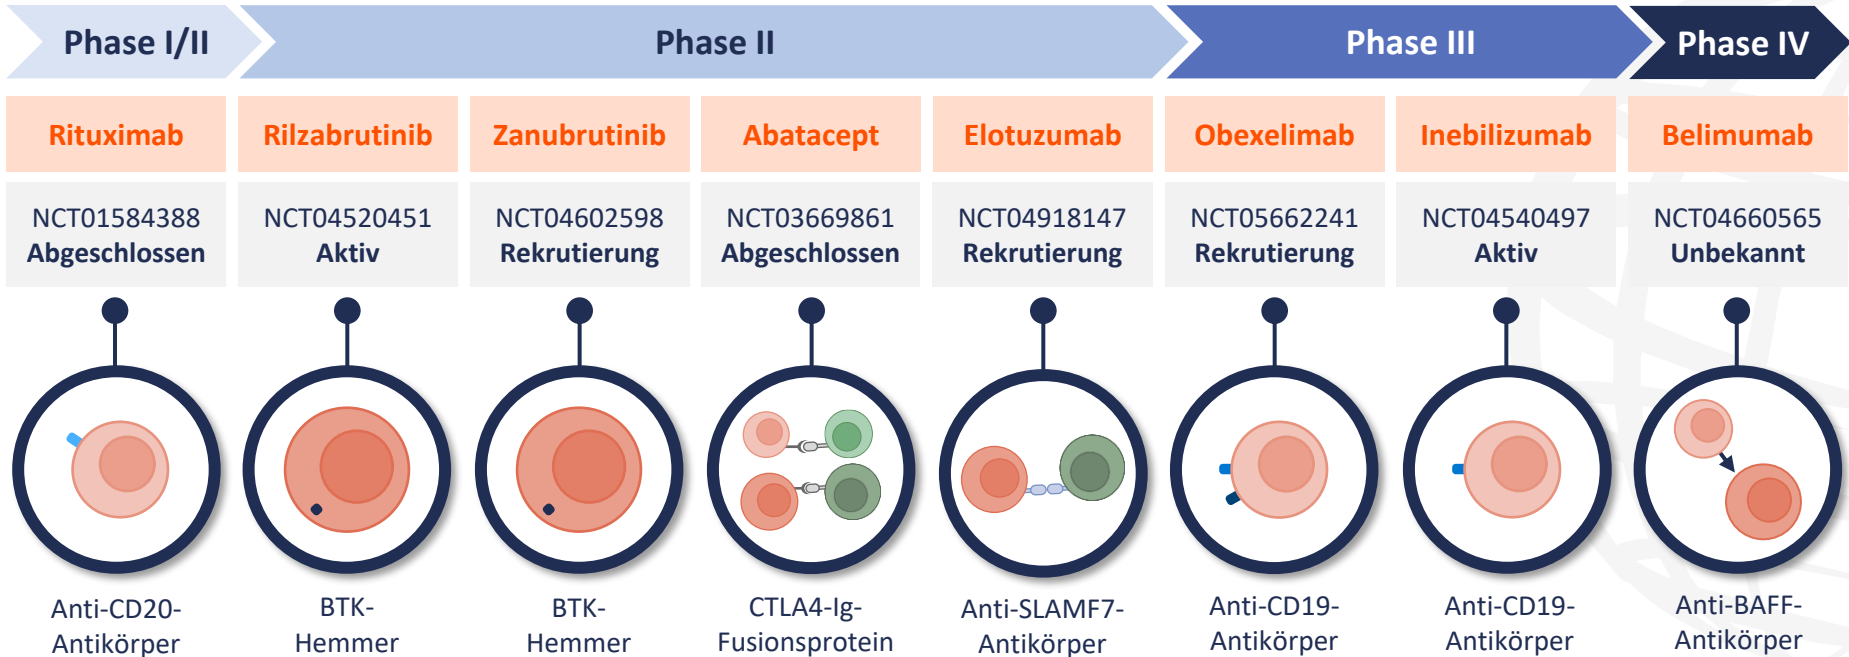 Phase I/II
Phase II
Phase III
Phase IV
Rituximab
Rilzabrutinib
Zanubrutinib
Abatacept
Elotuzumab
Obexelimab
Inebilizumab
Belimumab
NCT01584388
Abgeschlossen
NCT04520451
Aktiv
NCT04602598
Rekrutierung
NCT03669861
Abgeschlossen
NCT04918147
Rekrutierung
NCT05662241
Rekrutierung
NCT04540497
Aktiv
NCT04660565
Unbekannt
Anti-CD20-
Antikörper
BTK-
Hemmer
BTK-
Hemmer
CTLA4-Ig-
Fusionsprotein
Anti-SLAMF7-
Antikörper
Anti-CD19-
Antikörper
Anti-CD19-
Antikörper
Anti-BAFF-
Antikörper